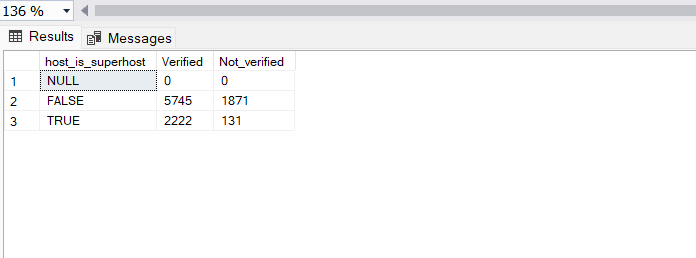 136 %
Results Messages
host_is_superhost Verified Not_verified
1 NULL 0 0
2 FALSE 5745 1871
3 TRUE 2222 131